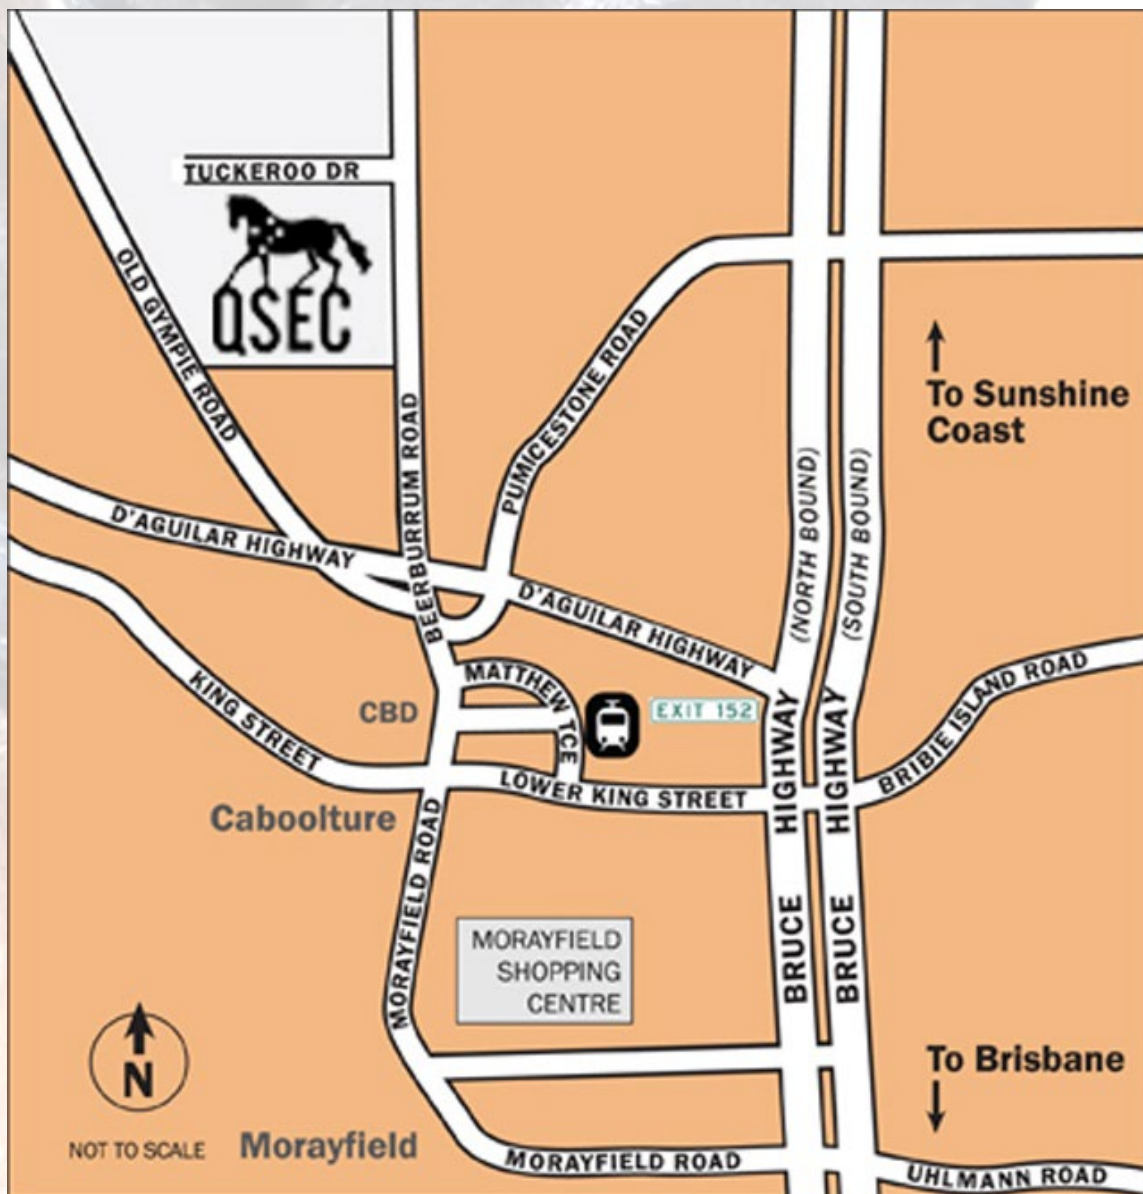 TUCKEROO DR
QSEC
OLD GYMPIE ROAD
BEERBURRUM ROAD
PUMICESTONE ROAD
To Sunshine
Coast
(NORTH BOUND)
(SOUTH BOUND)
D'AGUILAR HIGHWAY
D'AGUILAR HIGHWAY
KING STREET
CBD
MATTHEW TCE
EXIT 152
BRIBIE ISLAND ROAD
LOWER KING STREET
Caboolture
BRUCE HIGHWAY
BRUCE HIGHWAY
MORAYFIELD ROAD
MORAYFIELD
SHOPPING
CENTRE
N
NOT TO SCALE
To Brisbane
Morayfield
MORAYFIELD ROAD
UHLMANN ROAD